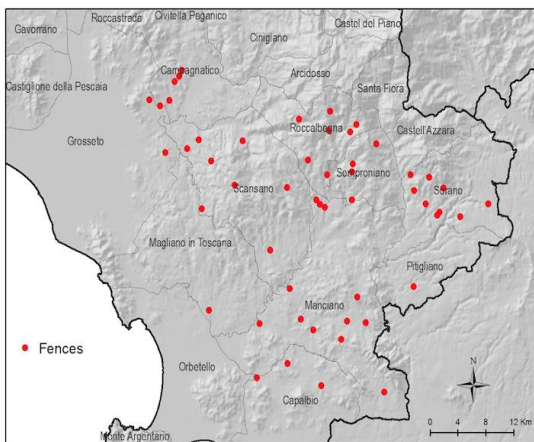 Civitella Paganico
Roccastrada
Gavorrano
Castel del Piano
Cinigiano
Campagnatico
Arcidosso
Castiglione della Pescaia
Santa Fiora
Roccalbegna
Castell'Azzara
Grosseto
Semproniano
Scansano
Sorano
Magliano in Toscana
Pitigliano
Manciano
Fences
N
Orbetello
Capalbio
0 4 8 12 Km
Monte Argentario